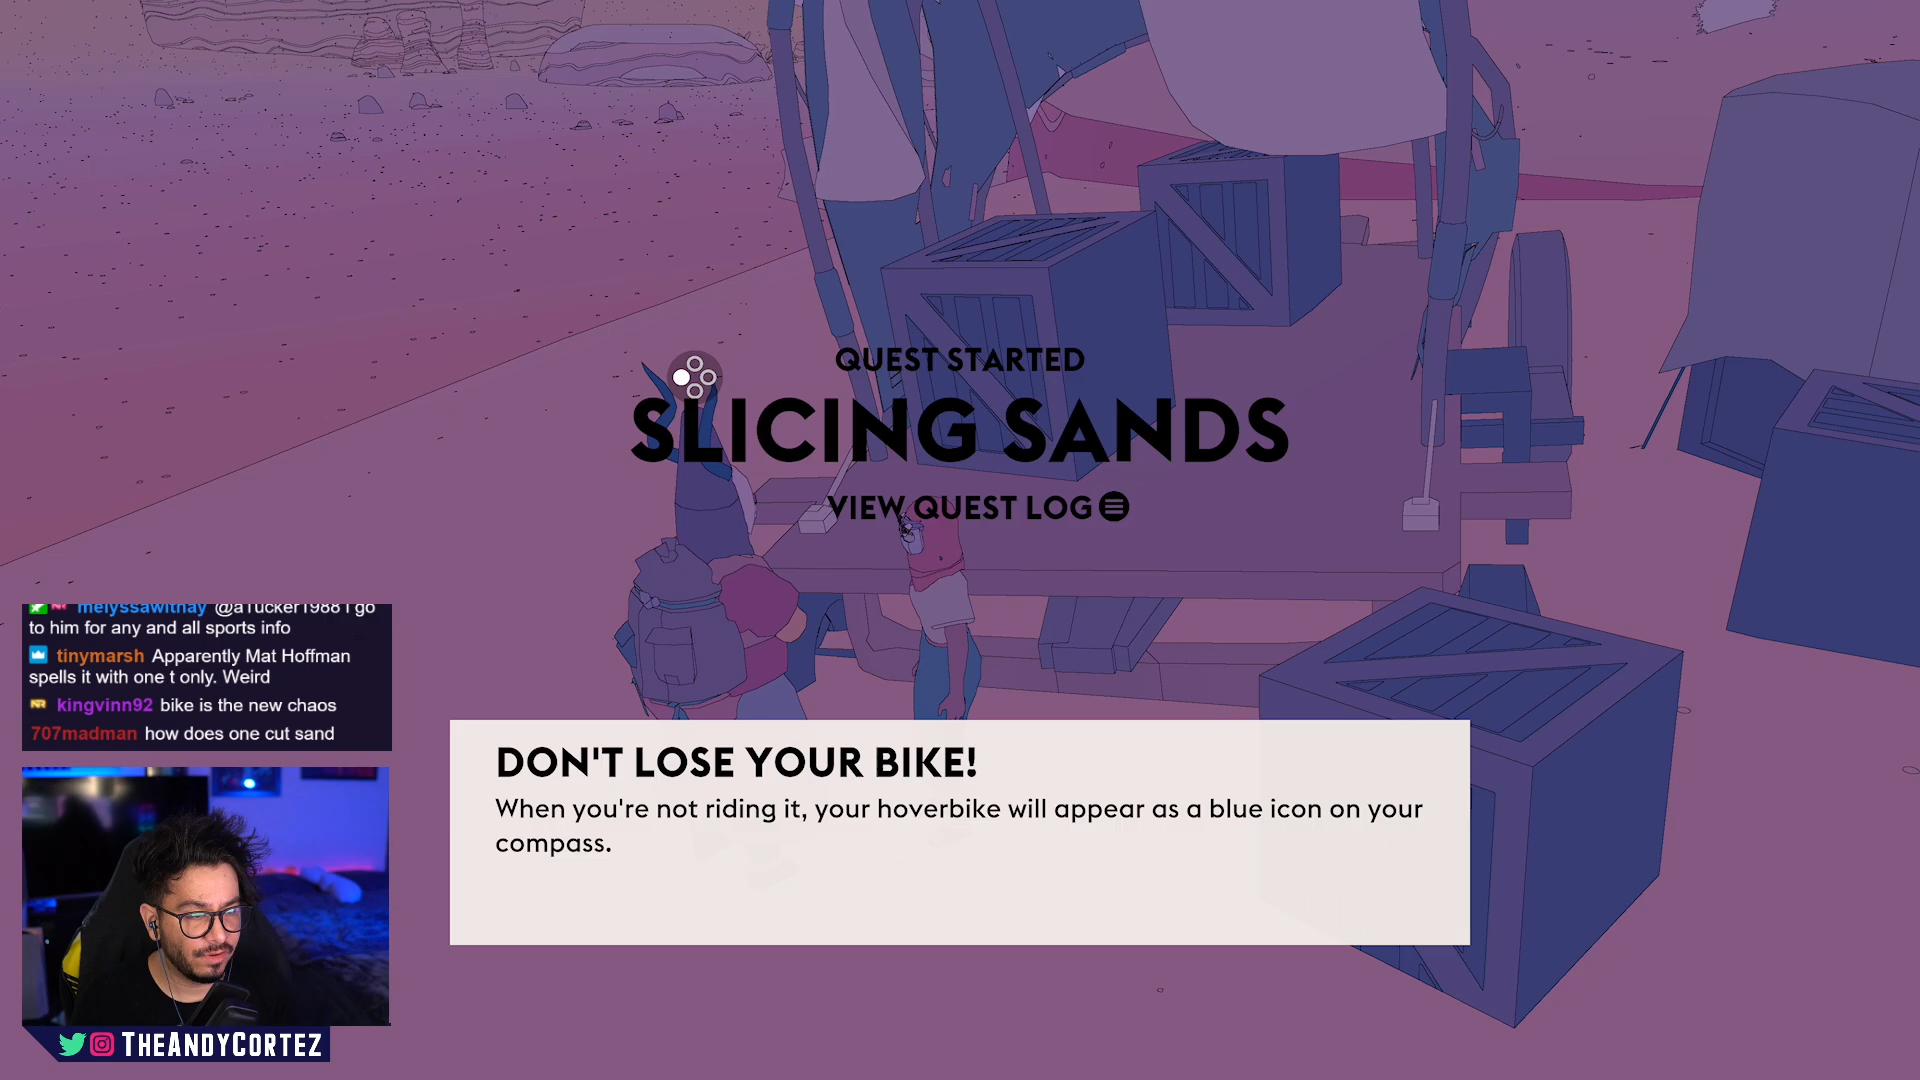 QUEST STARTED
SLICING SANDS
VIEW QUEST LOG
melyssawithay @aTucker1988 I go
to him for any and all sports info
tinymarsh Apparently Mat Hoffman
spells it with one t only. Weird
kingvinn92 bike is the new chaos
707madman how does one cut sand
DON'T LOSE YOUR BIKE!
When you're not riding it, your hoverbike will appear as a blue icon on your
compass.
THEANDYCORTEZ